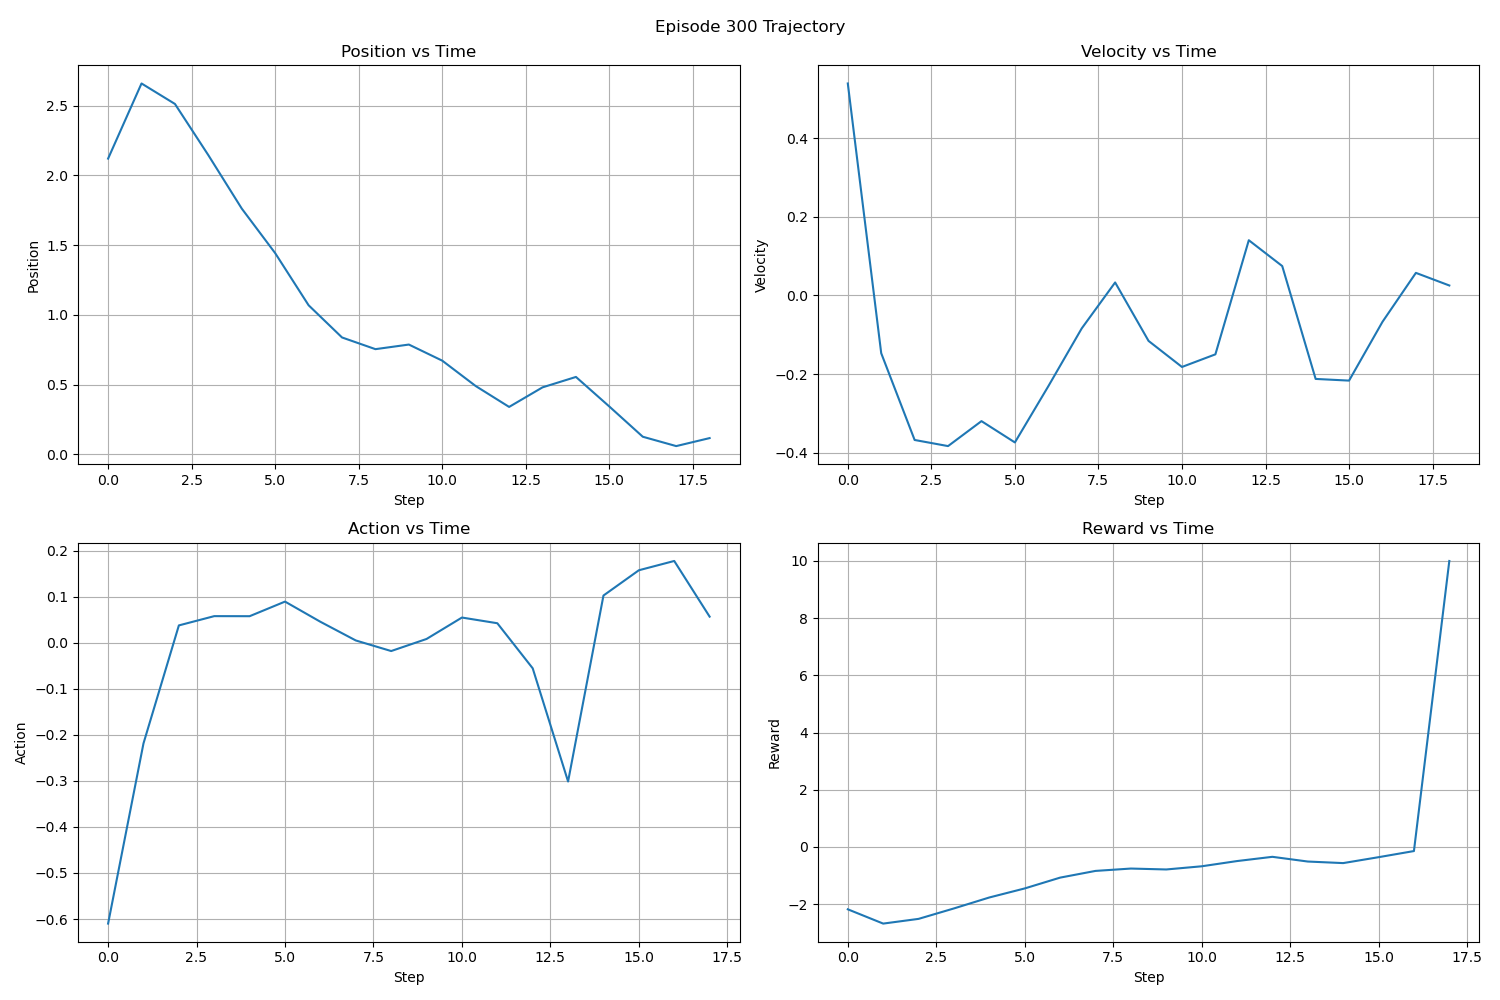 Episode 300 Trajectory
Position vs Time
2.5
2.0
1.5
1.0
0.5
0.0
Position
0.0 2.5 5.0 7.5 10.0 12.5 15.0 17.5
Step
Velocity vs Time
0.4
0.2
0.0
−0.2
−0.4
Velocity
0.0 2.5 5.0 7.5 10.0 12.5 15.0 17.5
Step
Action vs Time
0.2
0.1
0.0
−0.1
−0.2
−0.3
−0.4
−0.5
−0.6
Action
0.0 2.5 5.0 7.5 10.0 12.5 15.0 17.5
Step
Reward vs Time
10
8
6
4
2
0
−2
Reward
0.0 2.5 5.0 7.5 10.0 12.5 15.0 17.5
Step